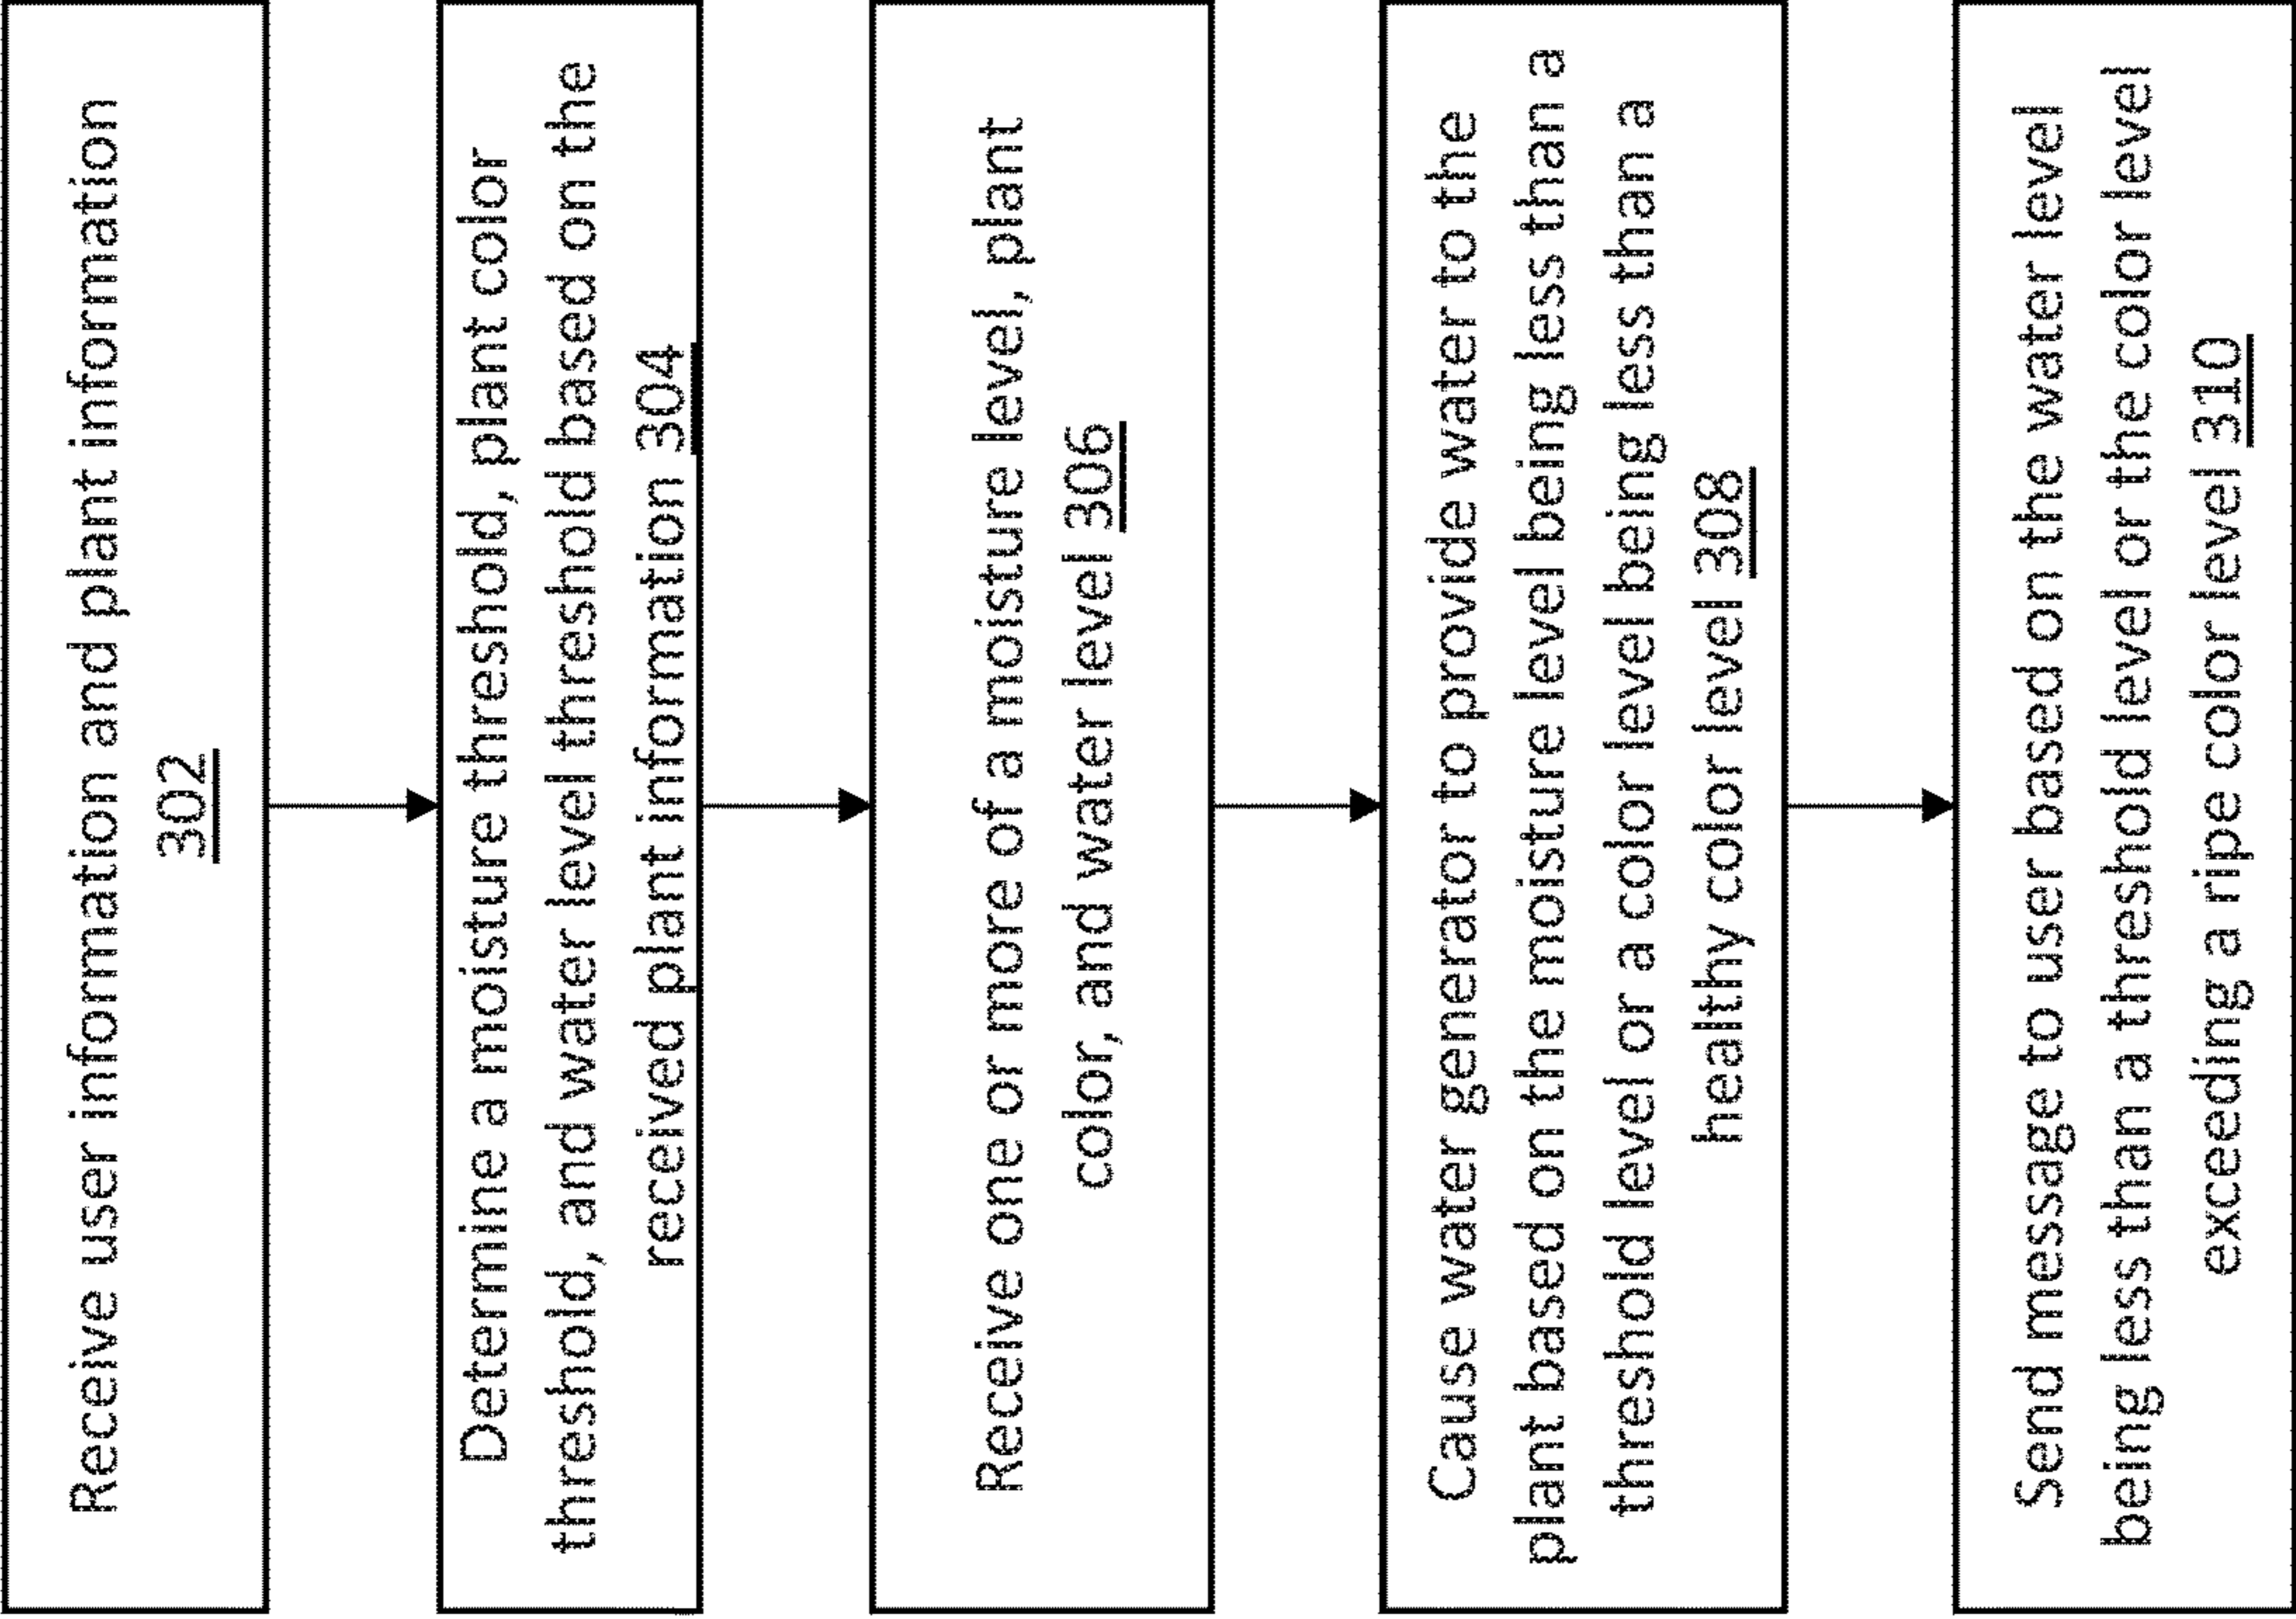 Receive user information and plant information
302
Determine a moisture threshold, plant color
threshold, and water level threshold based on the
received plant information 304
Receive one or more of a moisture level, plant
color, and water level 306
Cause water generator to provide water to the
plant based on the moisture level being less than a
threshold level or a color level being less than a
healthy color level 308
Send message to user based on the water level
being less than a threshold level or the color level
exceeding a ripe color level 310